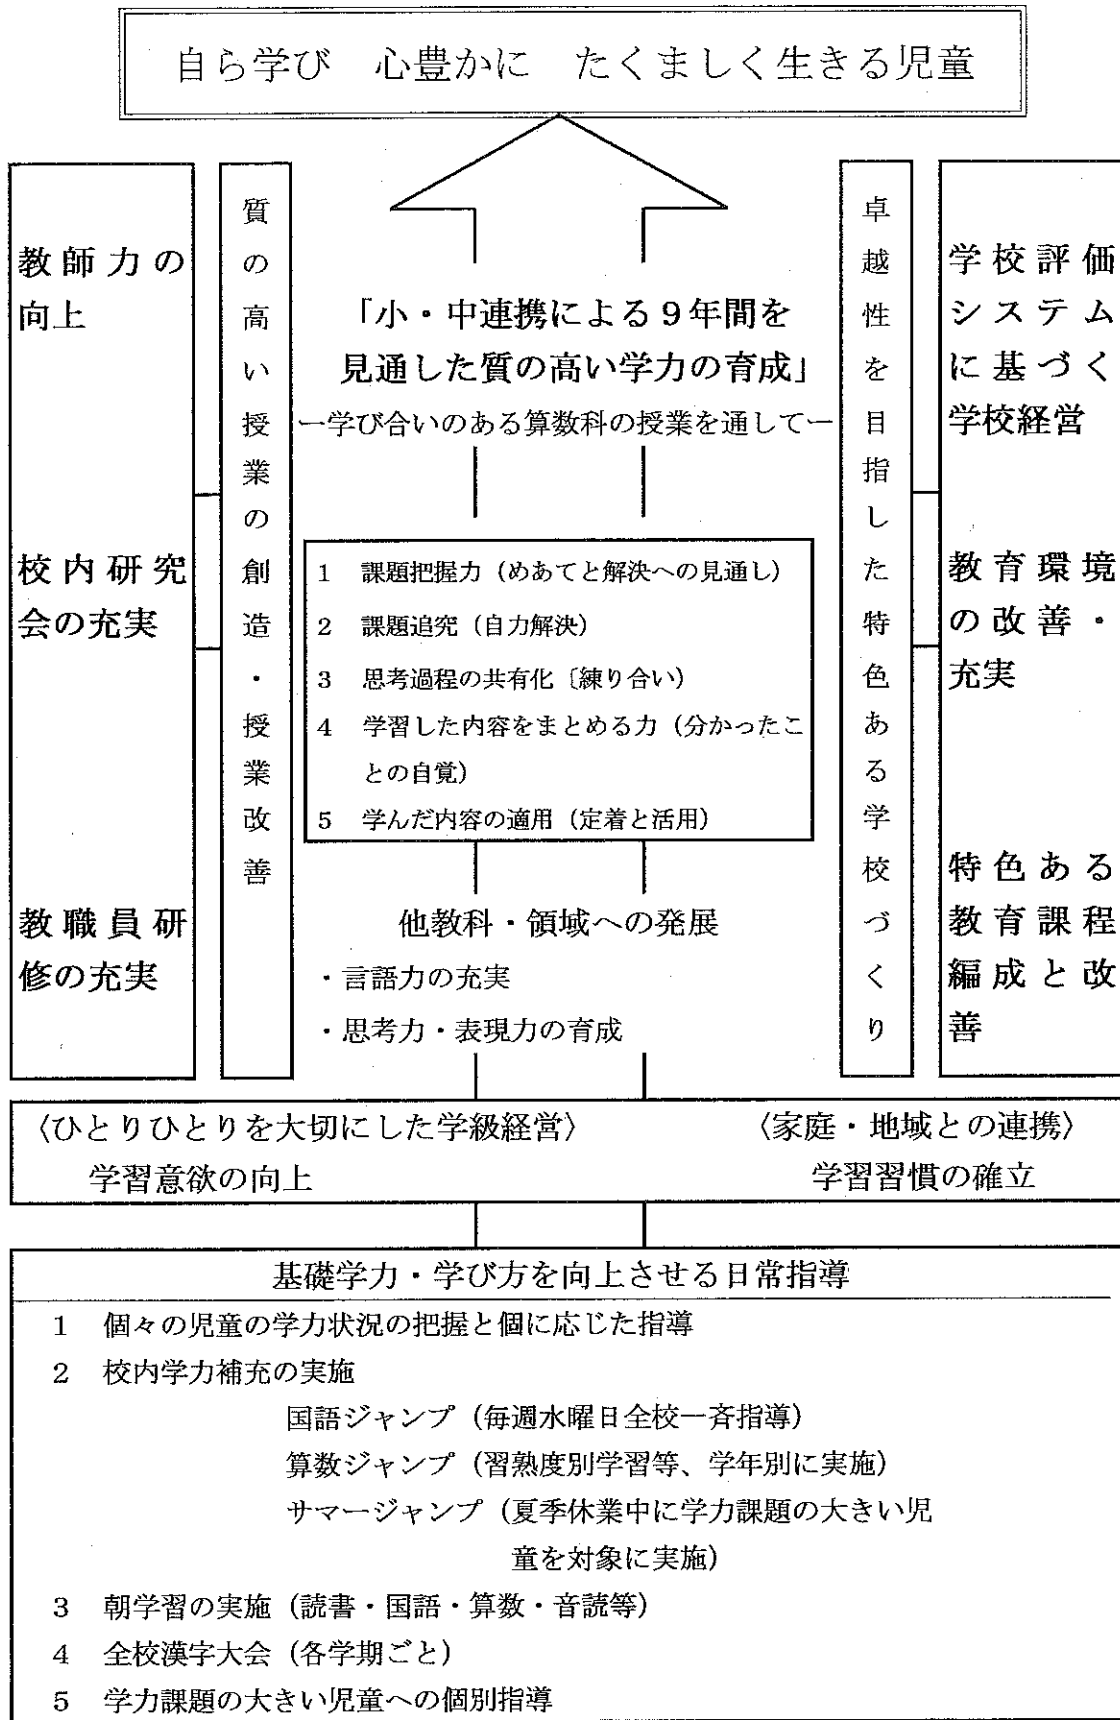 自ら学び　心豊かに　たくましく生きる児童
教師力の
向上
校内研究
会の充実
教職員研
修の充実
質の高い授業の創造・授業改善
「小・中連携による９年間を
見通した質の高い学力の育成」
ー学び合いのある算数科の授業を通してー
1　課題把握力（めあてと解決への見通し）
2　課題追究（自力解決）
3　思考過程の共有化〔練り合い）
4　学習した内容をまとめる力（分かったこ
との自覚）
5　学んだ内容の適用（定着と活用）
他教科・領域への発展
・言語力の充実
・思考力・表現力の育成
卓越性を目指した特色ある学校づくり
学校評価
システム
に基づく
学校経営
教育環境
の改善・
充実
特色ある
教育課程
編成と改
善
〈ひとりひとりを大切にした学級経営〉
学習意欲の向上
〈家庭・地域との連携〉
学習習慣の確立
基礎学力・学び方を向上させる日常指導
1　個々の児童の学力状況の把握と個に応じた指導
2　校内学力補充の実施
国語ジャンプ（毎週水曜日全校一斉指導）
算数ジャンプ（習熟度別学習等、学年別に実施）
サマージャンプ（夏季休業中に学力課題の大きい児
童を対象に実施）
3　朝学習の実施（読書・国語・算数・音読等）
4　全校漢字大会（各学期ごと）
5　学力課題の大きい児童への個別指導